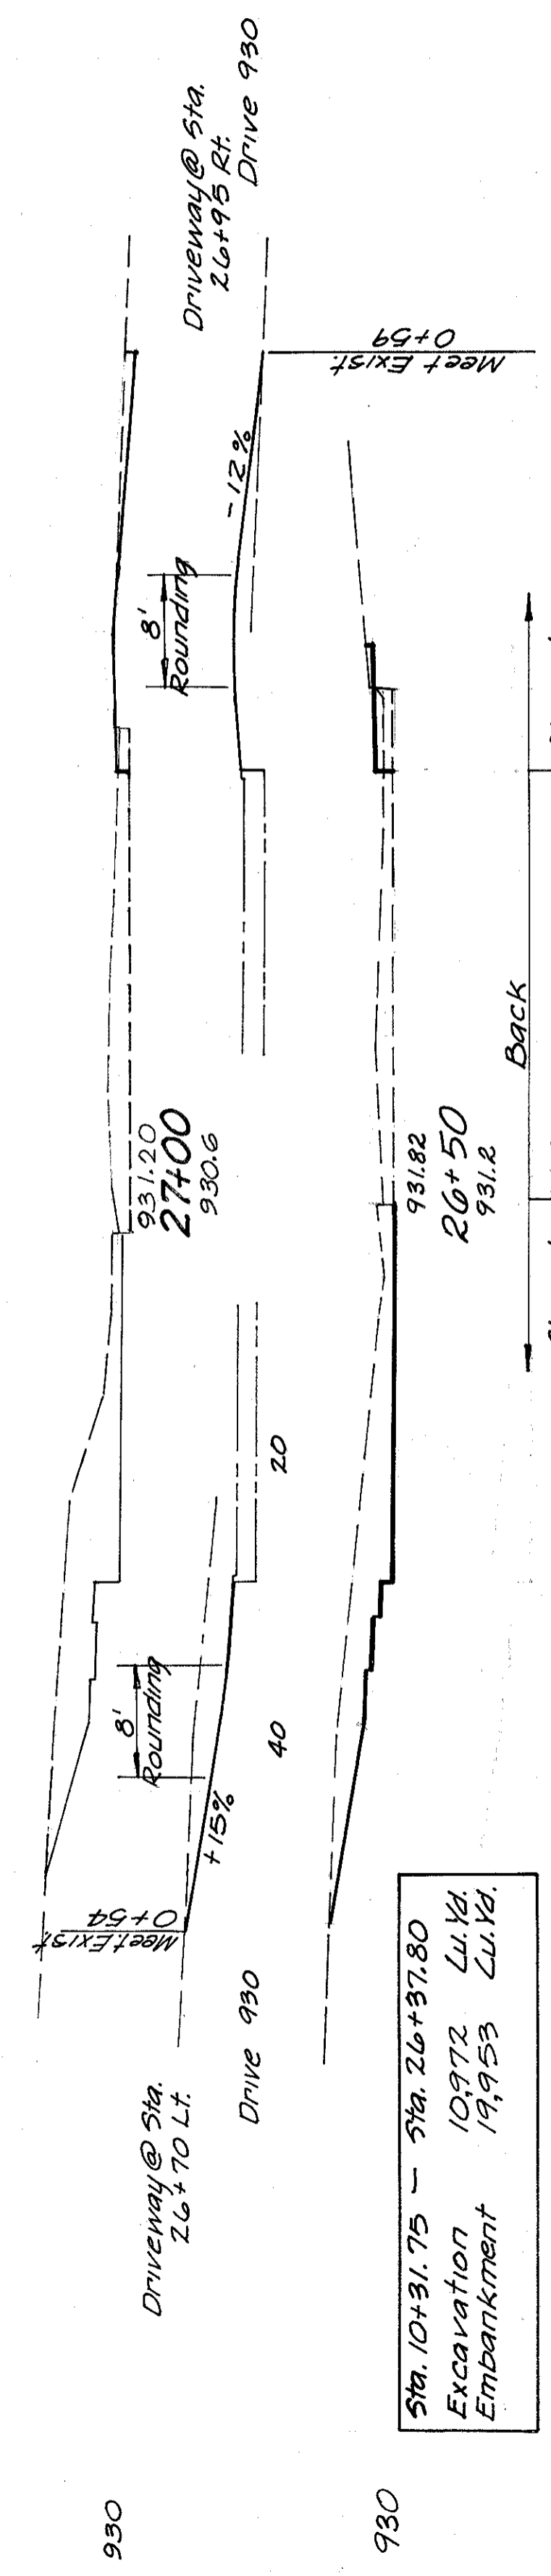 930
Meet Exist.
0+54
8'
Rounding
931.20
27+00
930.6
8'
Rounding
Driveway @ Sta.
26+95 Rt.
Drive 930
Driveway @ Sta.
26+70 Lt.
Drive 930
+15%
40
20
-12%
Meet Exist.
0+59
930
931.82
26+50
931.2
Back
Sta. 10+31.75 — Sta. 26+37.80
Excavation 10,972 Cu.Yd.
Embankment 19,953 Cu.Yd.